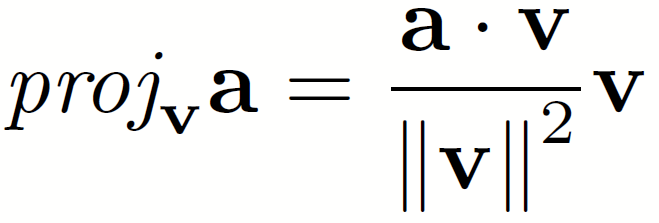 proj_𝐯 𝐚 = (𝐚 · 𝐯 / ‖𝐯‖²) 𝐯